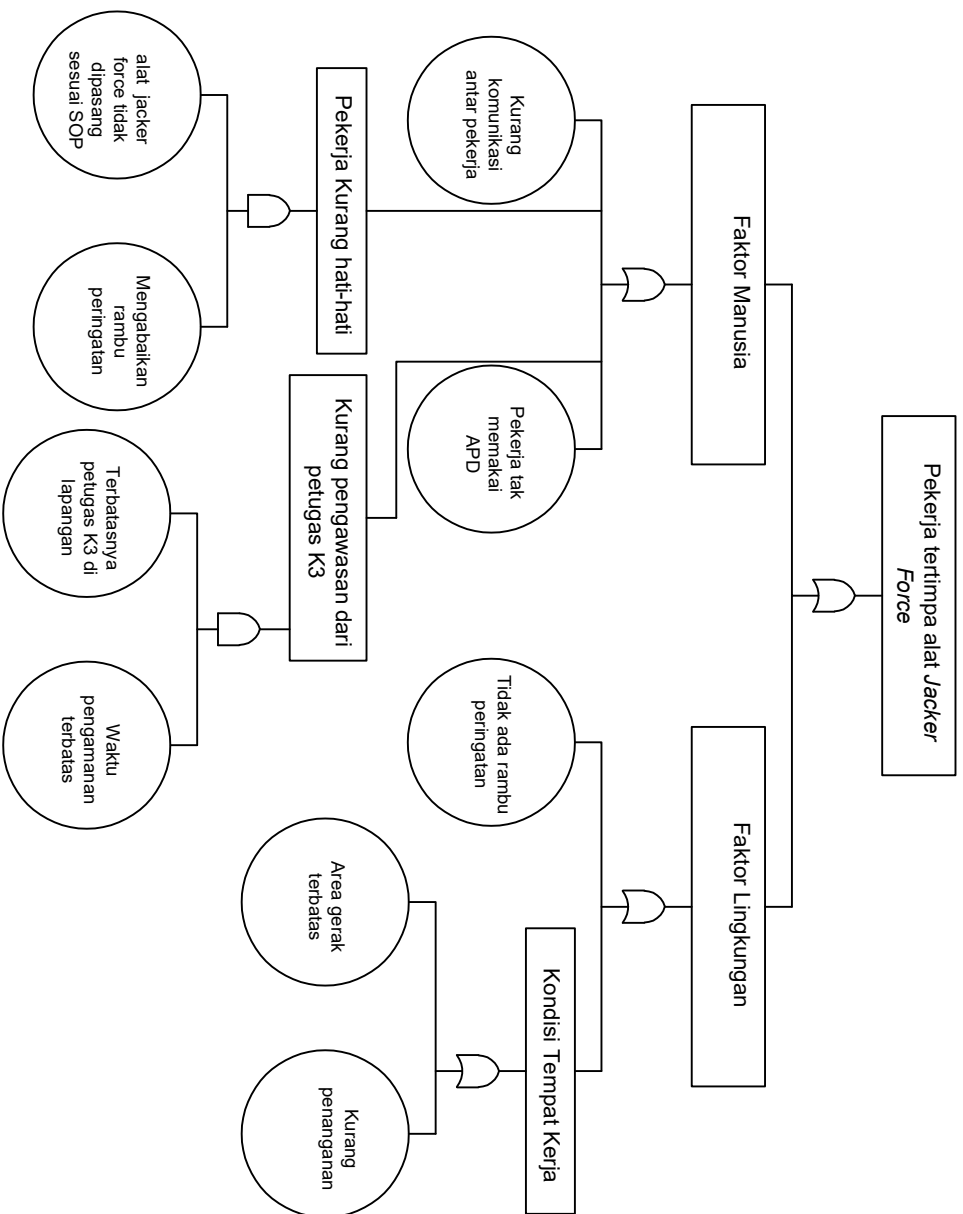 Pekerja tertimpa alat Jacker
Force
Faktor Manusia
Faktor Lingkungan
Kurang
komunikasi
antar pekerja
Pekerja tak
memakai
APD
Tidak ada rambu
peringatan
Kondisi Tempat Kerja
Pekerja Kurang hati-hati
Kurang pengawasan dari
petugas K3
Area gerak
terbatas
Kurang
penanganan
alat jacker
force tidak
dipasang
sesuai SOP
Mengabaikan
rambu
peringatan
Terbatasnya
petugas K3 di
lapangan
Waktu
pengamanan
terbatas